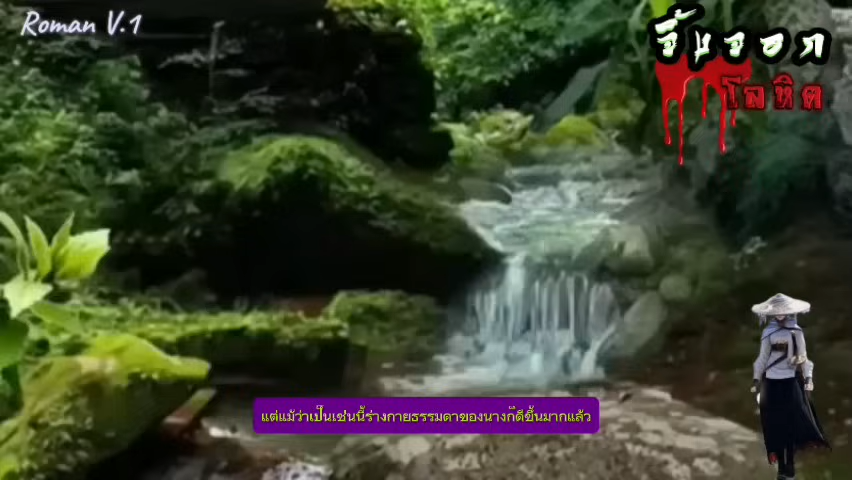 Roman V.1
จิ้นจอก
โลหิต
แต่แม้ว่าเป็นเช่นนี้ร่างกายธรรมดาของนางก็ดีขึ้นมากแล้ว